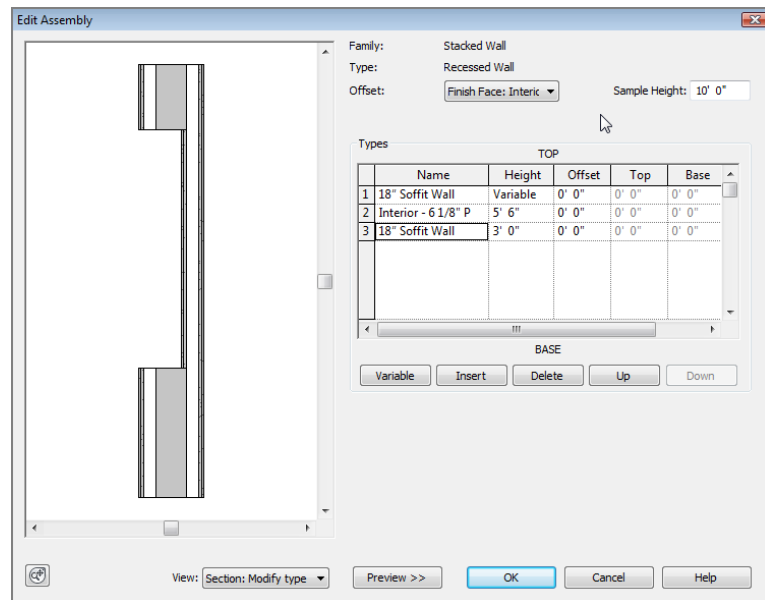 Edit Assembly
Family: Stacked Wall
Type: Recessed Wall
Offset: Finish Face: Interic Sample Height: 10' 0"
Types
TOP
Name Height Offset Top Base
1 18" Soffit Wall Variable 0' 0" 0' 0" 0' 0"
2 Interior - 6 1/8" P 5' 6" 0' 0" 0' 0" 0' 0"
3 18" Soffit Wall 3' 0" 0' 0" 0' 0" 0' 0"
BASE
Variable Insert Delete Up Down
View: Section: Modify type Preview >> OK Cancel Help